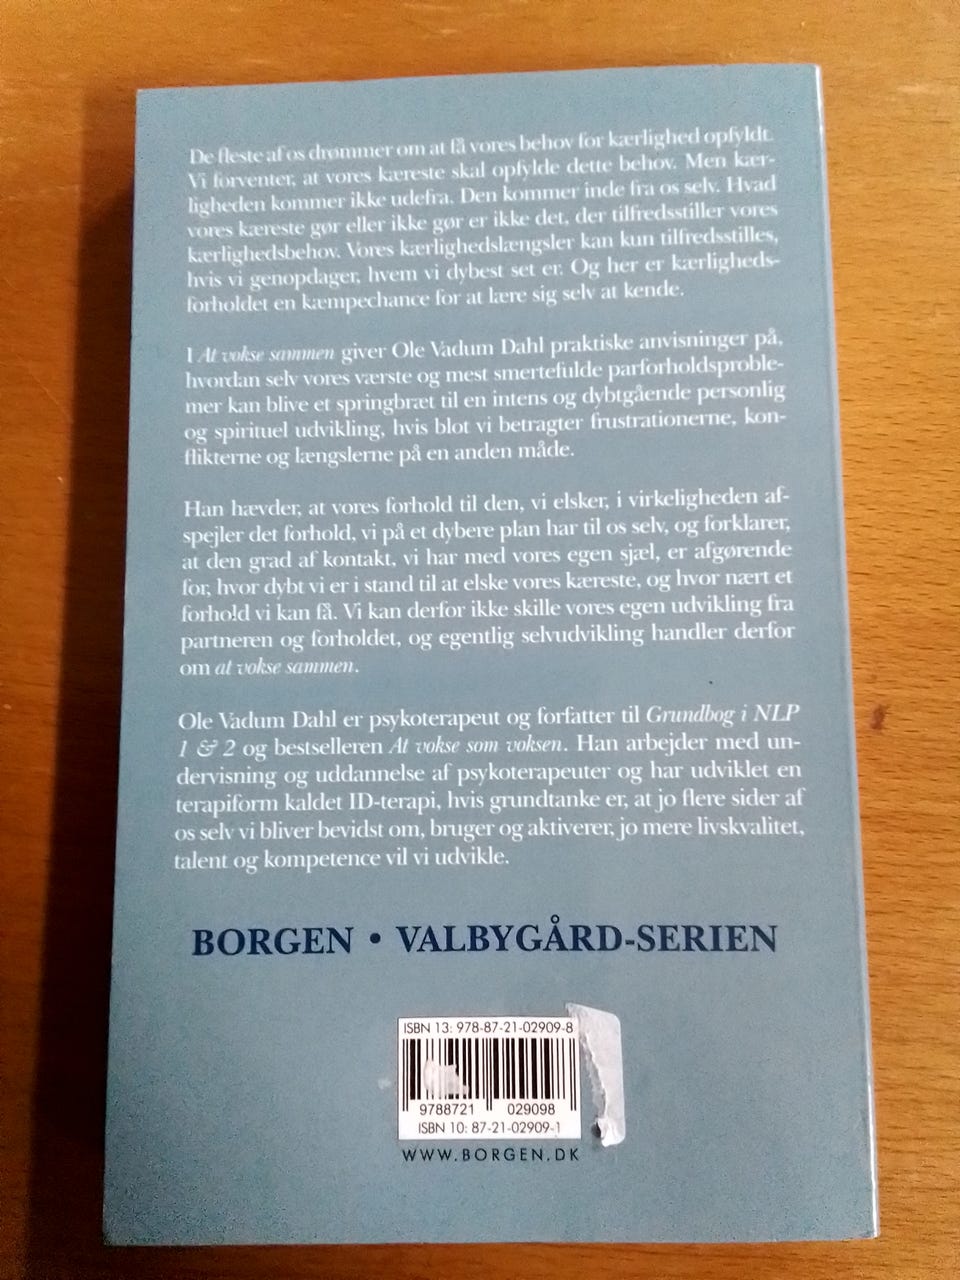 De fleste af os drømmer om at få vores behov for kærlighed opfyldt.
Vi forventer, at vores kæreste skal opfylde dette behov. Men kær-
ligheden kommer ikke udefra. Den kommer inde fra os selv. Hvad
vores kæreste gør eller ikke gør er ikke det, der tilfredsstiller vores
kærlighedsbehov. Vores kærlighedslængsler kan kun tilfredsstilles,
hvis vi genopdager, hvem vi dybest set er. Og her er kærligheds-
forholdet en kæmpechance for at lære sig selv at kende.
I At vokse sammen giver Ole Vadum Dahl praktiske anvisninger på,
hvordan selv vores værste og mest smertefulde parforholdsproble-
mer kan blive et springbræt til en intens og dybtgående personlig
og spirituel udvikling, hvis blot vi betragter frustrationerne, kon-
flikterne og længslerne på en anden måde.
Han hævder, at vores forhold til den, vi elsker, i virkeligheden af-
spejler det forhold, vi på et dybere plan har til os selv, og forklarer,
at den grad af kontakt, vi har med vores egen sjæl, er afgørende
for, hvor dybt vi er i stand til at elske vores kæreste, og hvor nært et
forhold vi kan få. Vi kan derfor ikke skille vores egen udvikling fra
partneren og forholdet, og egentlig selvudvikling handler derfor
om at vokse sammen.
Ole Vadum Dahl er psykoterapeut og forfatter til Grundbog i NLP
1 & 2 og bestselleren At vokse som voksen. Han arbejder med un-
dervisning og uddannelse af psykoterapeuter og har udviklet en
terapiform kaldet ID-terapi, hvis grundtanke er, at jo flere sider af
os selv vi bliver bevidst om, bruger og aktiverer, jo mere livskvalitet,
talent og kompetence vil vi udvikle.
BORGEN • VALBYGÅRD-SERIEN
ISBN 13: 978-87-21-02909-8
9788721 029098
ISBN 10: 87-21-02909-1
WWW.BORGEN.DK